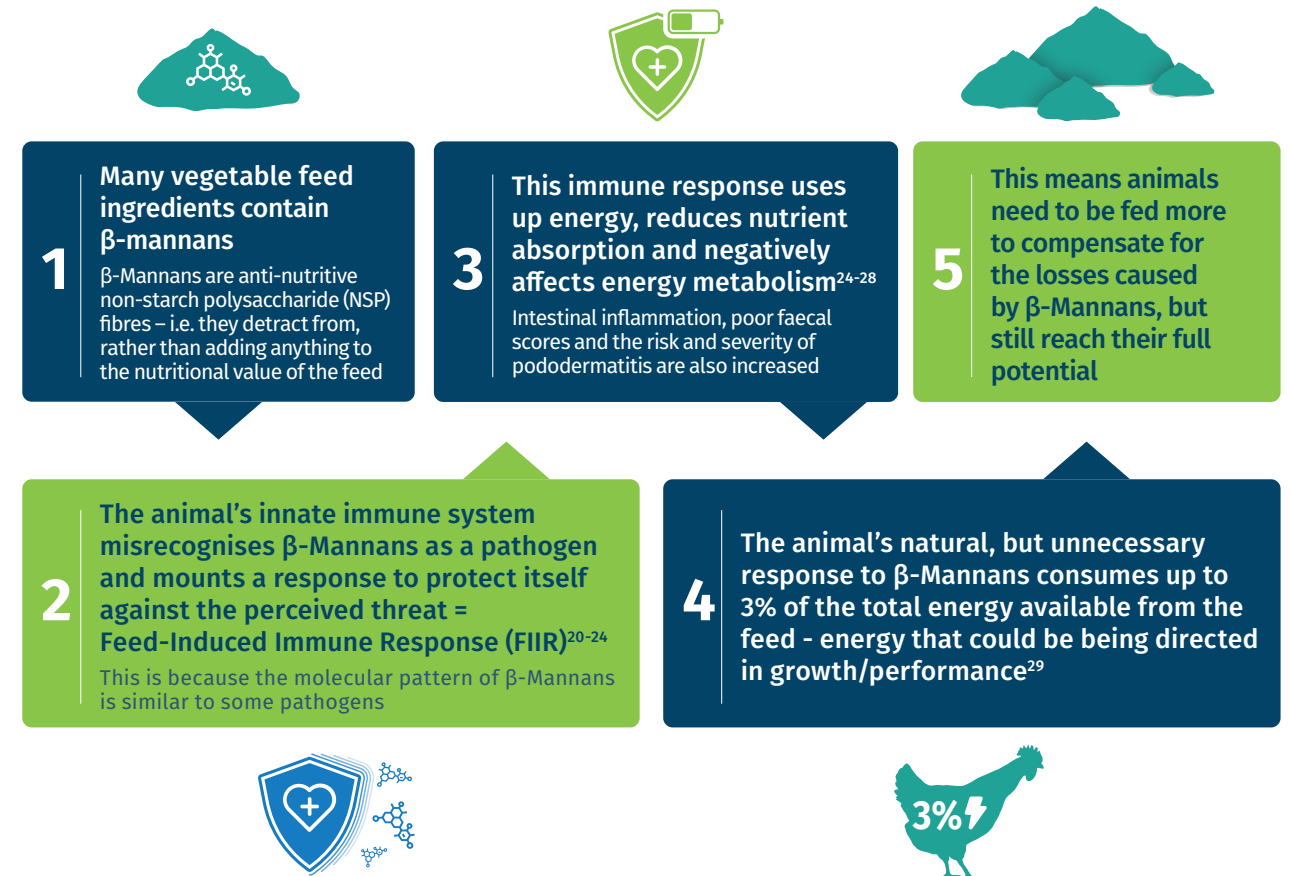 1
Many vegetable feed
ingredients contain
β-mannans
β-Mannans are anti-nutritive
non-starch polysaccharide (NSP)
fibres – i.e. they detract from,
rather than adding anything to
the nutritional value of the feed
2
The animal’s innate immune system
misrecognises β-Mannans as a pathogen
and mounts a response to protect itself
against the perceived threat =
Feed-Induced Immune Response (FIIR)20-24
This is because the molecular pattern of β-Mannans
is similar to some pathogens
3
This immune response uses
up energy, reduces nutrient
absorption and negatively
affects energy metabolism24-28
Intestinal inflammation, poor faecal
scores and the risk and severity of
pododermatitis are also increased
4
The animal’s natural, but unnecessary
response to β-Mannans consumes up to
3% of the total energy available from the
feed - energy that could be being directed
in growth/performance29
3%
5
This means animals
need to be fed more
to compensate for
the losses caused
by β-Mannans, but
still reach their full
potential